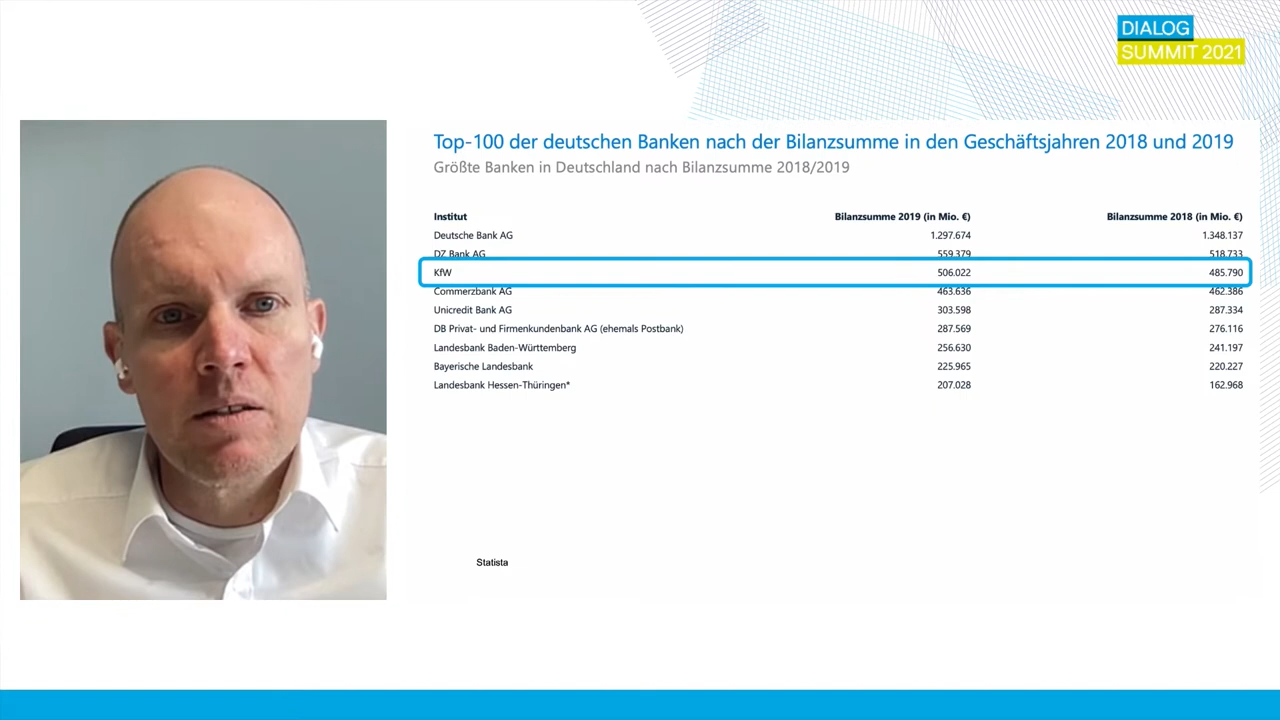 DIALOG
SUMMIT 2021
Top-100 der deutschen Banken nach der Bilanzsumme in den Geschäftsjahren 2018 und 2019
Größte Banken in Deutschland nach Bilanzsumme 2018/2019
Institut Bilanzsumme 2019 (in Mio. €) Bilanzsumme 2018 (in Mio. €)
Deutsche Bank AG 1.297.674 1.348.137
DZ Bank AG 559.379 518.733
KfW 506.022 485.790
Commerzbank AG 463.636 462.386
Unicredit Bank AG 303.598 287.334
DB Privat- und Firmenkundenbank AG (ehemals Postbank) 287.569 276.116
Landesbank Baden-Württemberg 256.630 241.197
Bayerische Landesbank 225.965 220.227
Landesbank Hessen-Thüringen* 207.028 162.968
Statista